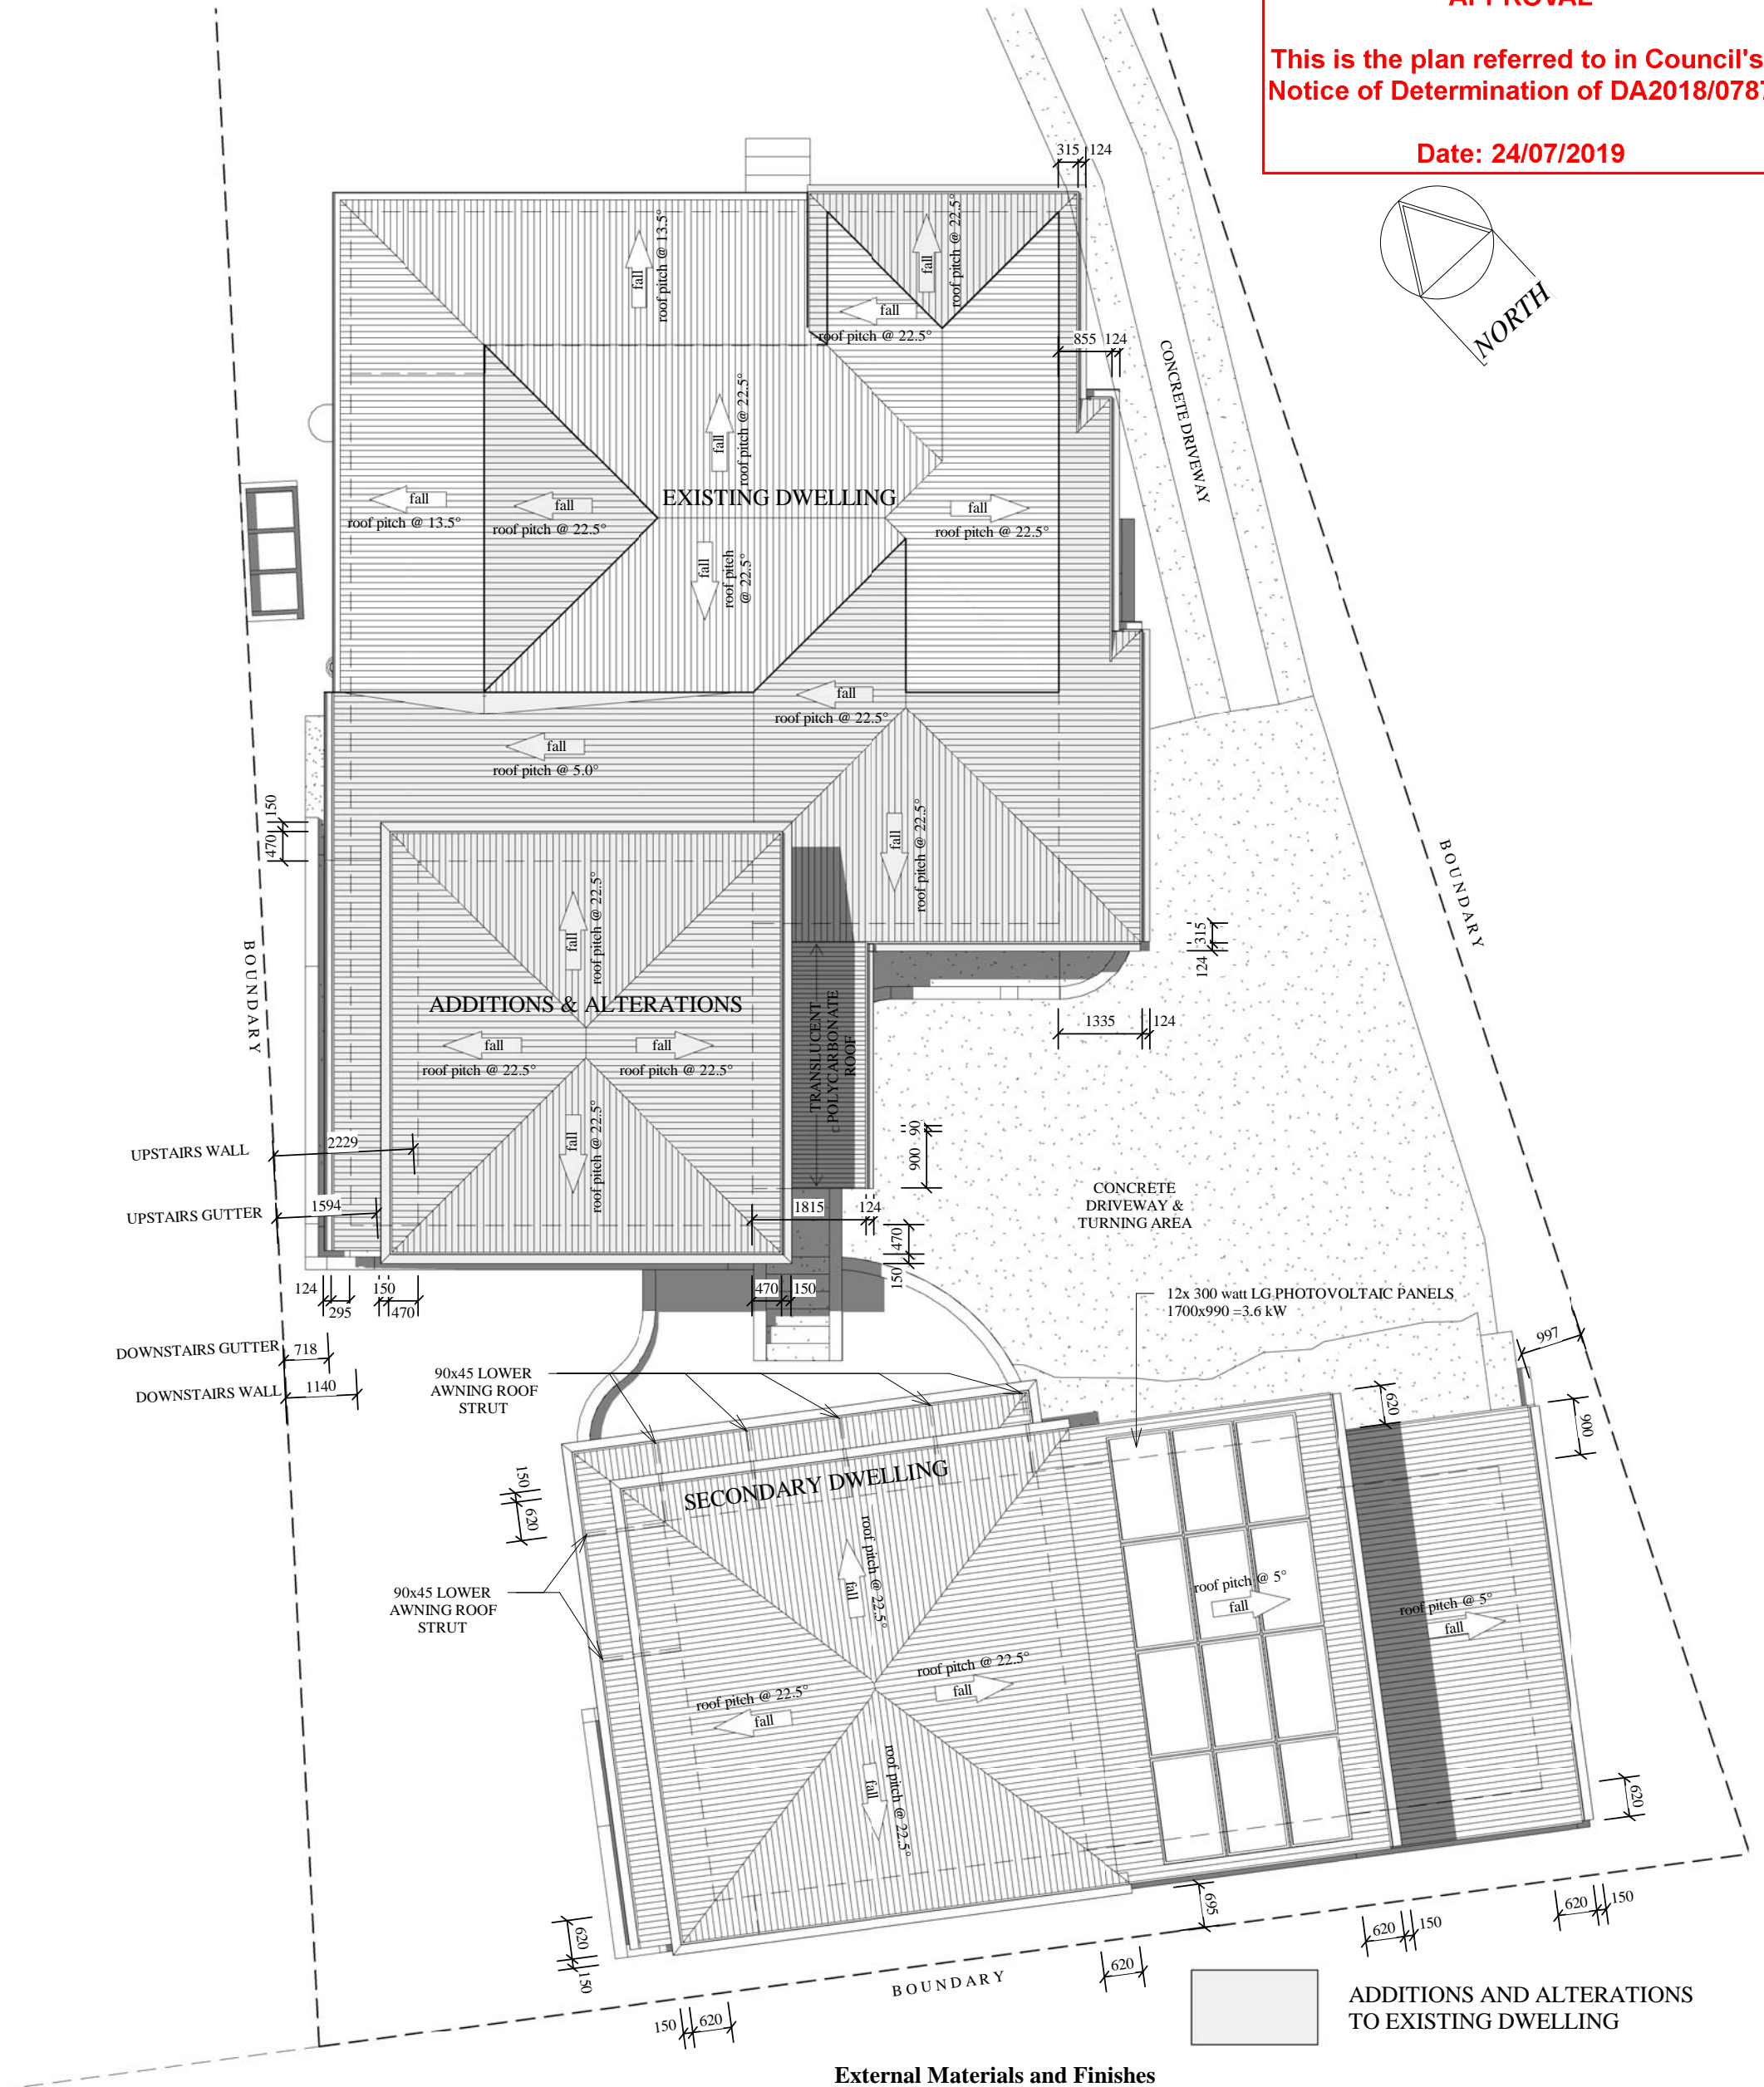 This is the plan referred to in Council's
Notice of Determination of DA2018/0787
Date: 24/07/2019
NORTH
315 124
fall
roof pitch @ 13.5°
fall
roof pitch @ 22.5°
fall
roof pitch @ 22.5°
855 124
CONCRETE DRIVEWAY
fall
roof pitch @ 22.5°
EXISTING DWELLING
fall
roof pitch @ 13.5°
fall
roof pitch @ 22.5°
fall
roof pitch @ 22.5°
fall
roof pitch
@ 22.5°
fall
roof pitch @ 22.5°
fall
roof pitch @ 5.0°
150
470
fall
roof pitch @ 22.5°
BOUNDARY
BOUNDARY
fall
roof pitch @ 22.5°
315
124
ADDITIONS & ALTERATIONS
TRANSLUCENT
POLYCARBONATE
ROOF
1335 124
fall
roof pitch @ 22.5°
fall
roof pitch @ 22.5°
fall
roof pitch @ 22.5°
90
900
UPSTAIRS WALL
2229
UPSTAIRS GUTTER
1594
1815 124
CONCRETE
DRIVEWAY &
TURNING AREA
470
150
124
295
150
470
470 150
12x 300 watt LG PHOTOVOLTAIC PANELS
1700x990 =3.6 kW
DOWNSTAIRS GUTTER
718
DOWNSTAIRS WALL
1140
997
90x45 LOWER
AWNING ROOF
STRUT
620
900
SECONDARY DWELLING
150
620
90x45 LOWER
AWNING ROOF
STRUT
fall
roof pitch @ 22.5°
roof pitch @ 5°
fall
roof pitch @ 5°
fall
roof pitch @ 22.5°
fall
roof pitch @ 22.5°
fall
fall
roof pitch @ 22.5°
620
695
620 150
620 150
620
150
620
BOUNDARY
150 620
ADDITIONS AND ALTERATIONS
TO EXISTING DWELLING
External Materials and Finishes